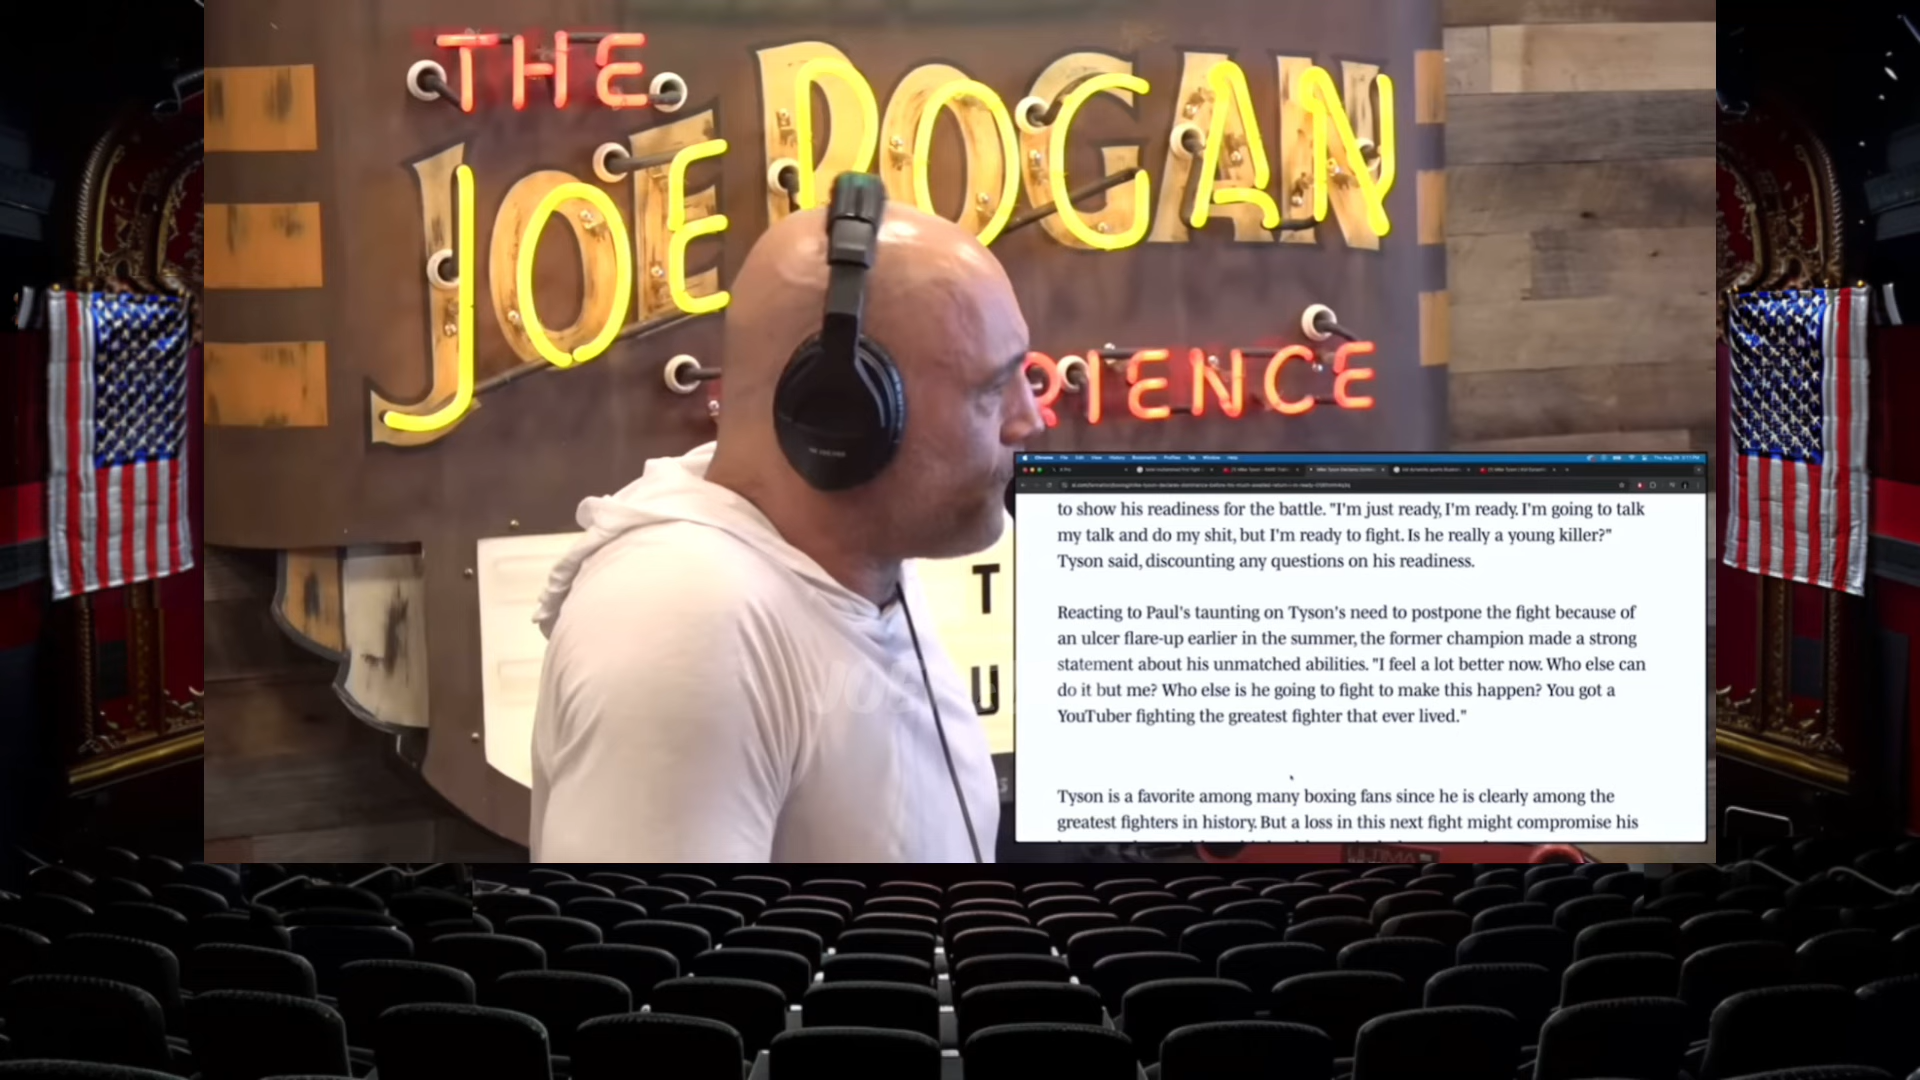 THE
JOE ROGAN
RIENCE
T
U
to show his readiness for the battle. "I'm just ready, I'm ready. I'm going to talk
my talk and do my shit, but I'm ready to fight. Is he really a young killer?"
Tyson said, discounting any questions on his readiness.
Reacting to Paul's taunting on Tyson's need to postpone the fight because of
an ulcer flare-up earlier in the summer, the former champion made a strong
statement about his unmatched abilities. "I feel a lot better now. Who else can
do it but me? Who else is he going to fight to make this happen? You got a
YouTuber fighting the greatest fighter that ever lived."
Tyson is a favorite among many boxing fans since he is clearly among the
greatest fighters in history. But a loss in this next fight might compromise his